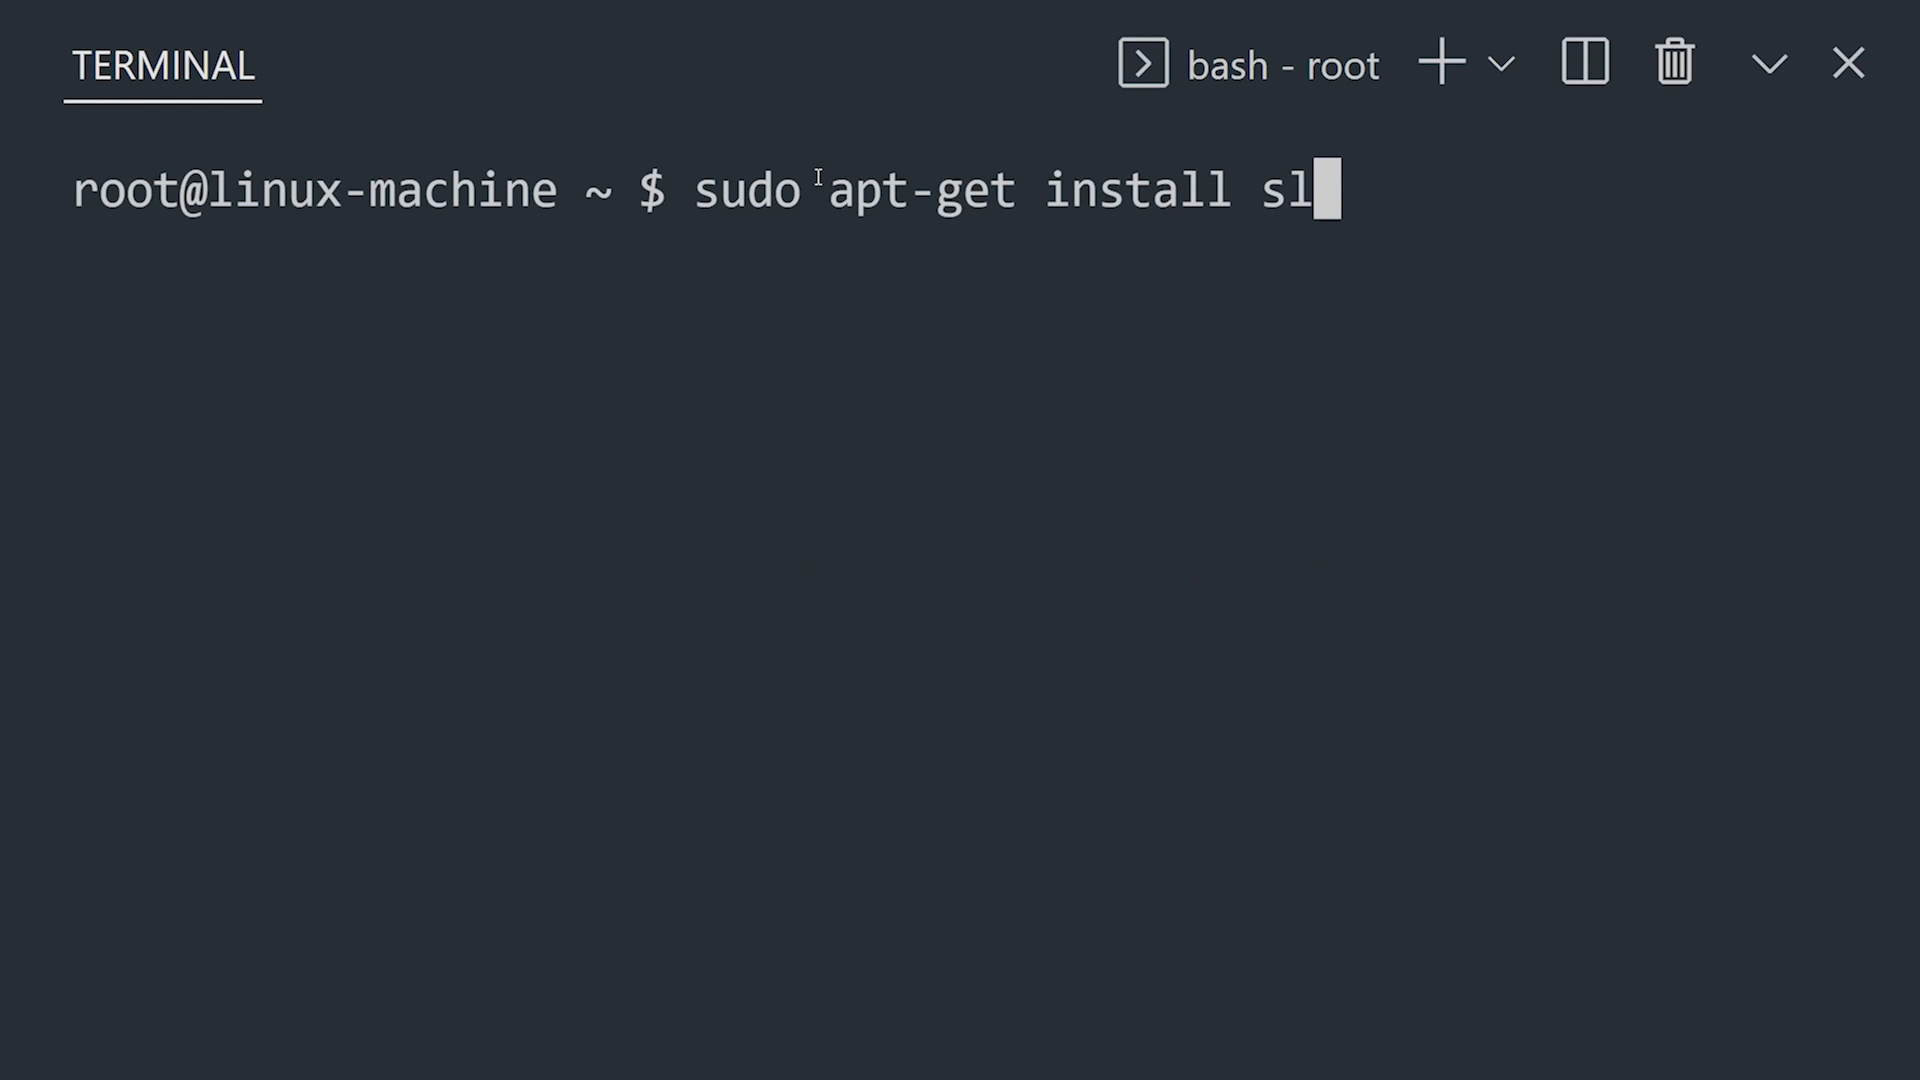 TERMINAL
bash - root
root@linux-machine ~ $ sudo apt-get install sl